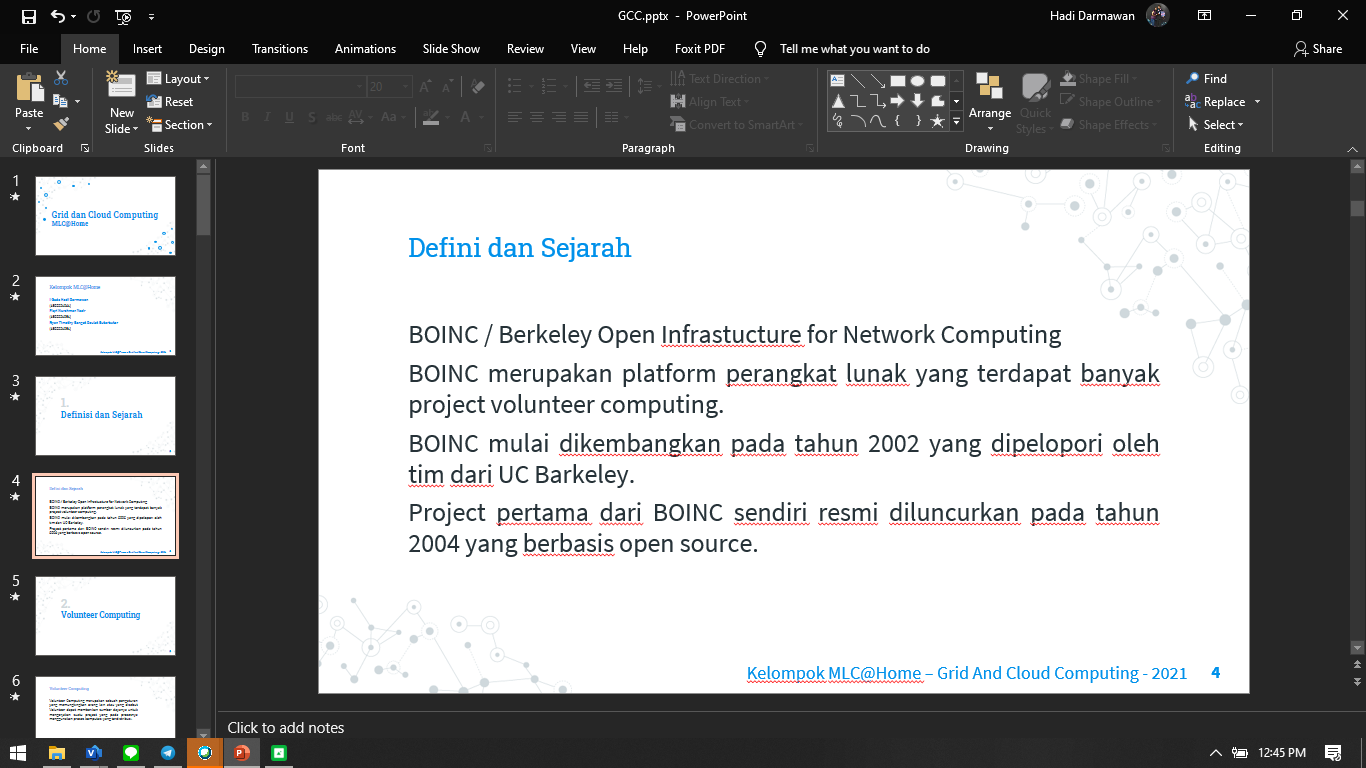 GCC.pptx - PowerPoint
Hadi Darmawan
File Home Insert Design Transitions Animations Slide Show Review View Help Foxit PDF Tell me what you want to do Share
Paste
Clipboard
New Slide
Layout
Reset
Section
Slides
20
Font
Text Direction
Align Text
Convert to SmartArt
Paragraph
Arrange
Quick Styles
Shape Fill
Shape Outline
Shape Effects
Drawing
Find
Replace
Select
Editing
1
Grid dan Cloud Computing
MLC@Home
2
Kelompok MLC@Home
3
1.
Definisi dan Sejarah
4
Defini dan Sejarah
5
2.
Volunteer Computing
6
Volunteer Computing
Defini dan Sejarah
BOINC / Berkeley Open Infrastucture for Network Computing
BOINC merupakan platform perangkat lunak yang terdapat banyak
project volunteer computing.
BOINC mulai dikembangkan pada tahun 2002 yang dipelopori oleh
tim dari UC Barkeley.
Project pertama dari BOINC sendiri resmi diluncurkan pada tahun
2004 yang berbasis open source.
Kelompok MLC@Home – Grid And Cloud Computing - 2021 4
Click to add notes
12:45 PM